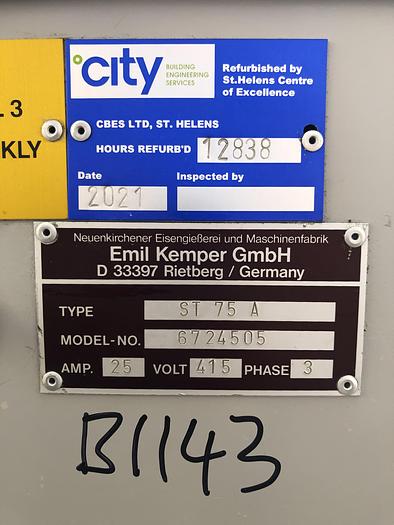 L 3
KLY
city
BUILDING
ENGINEERING
SERVICES
Refurbished by
St.Helens Centre
of Excellence
CBES LTD, ST. HELENS
HOURS REFURB'D 12838
Date Inspected by
2021
Neuenkirchener Eisengießerei und Maschinenfabrik
Emil Kemper GmbH
D 33397 Rietberg / Germany
TYPE ST 75 A
MODEL-NO. 6724505
AMP. 25 VOLT 415 PHASE 3
B1143